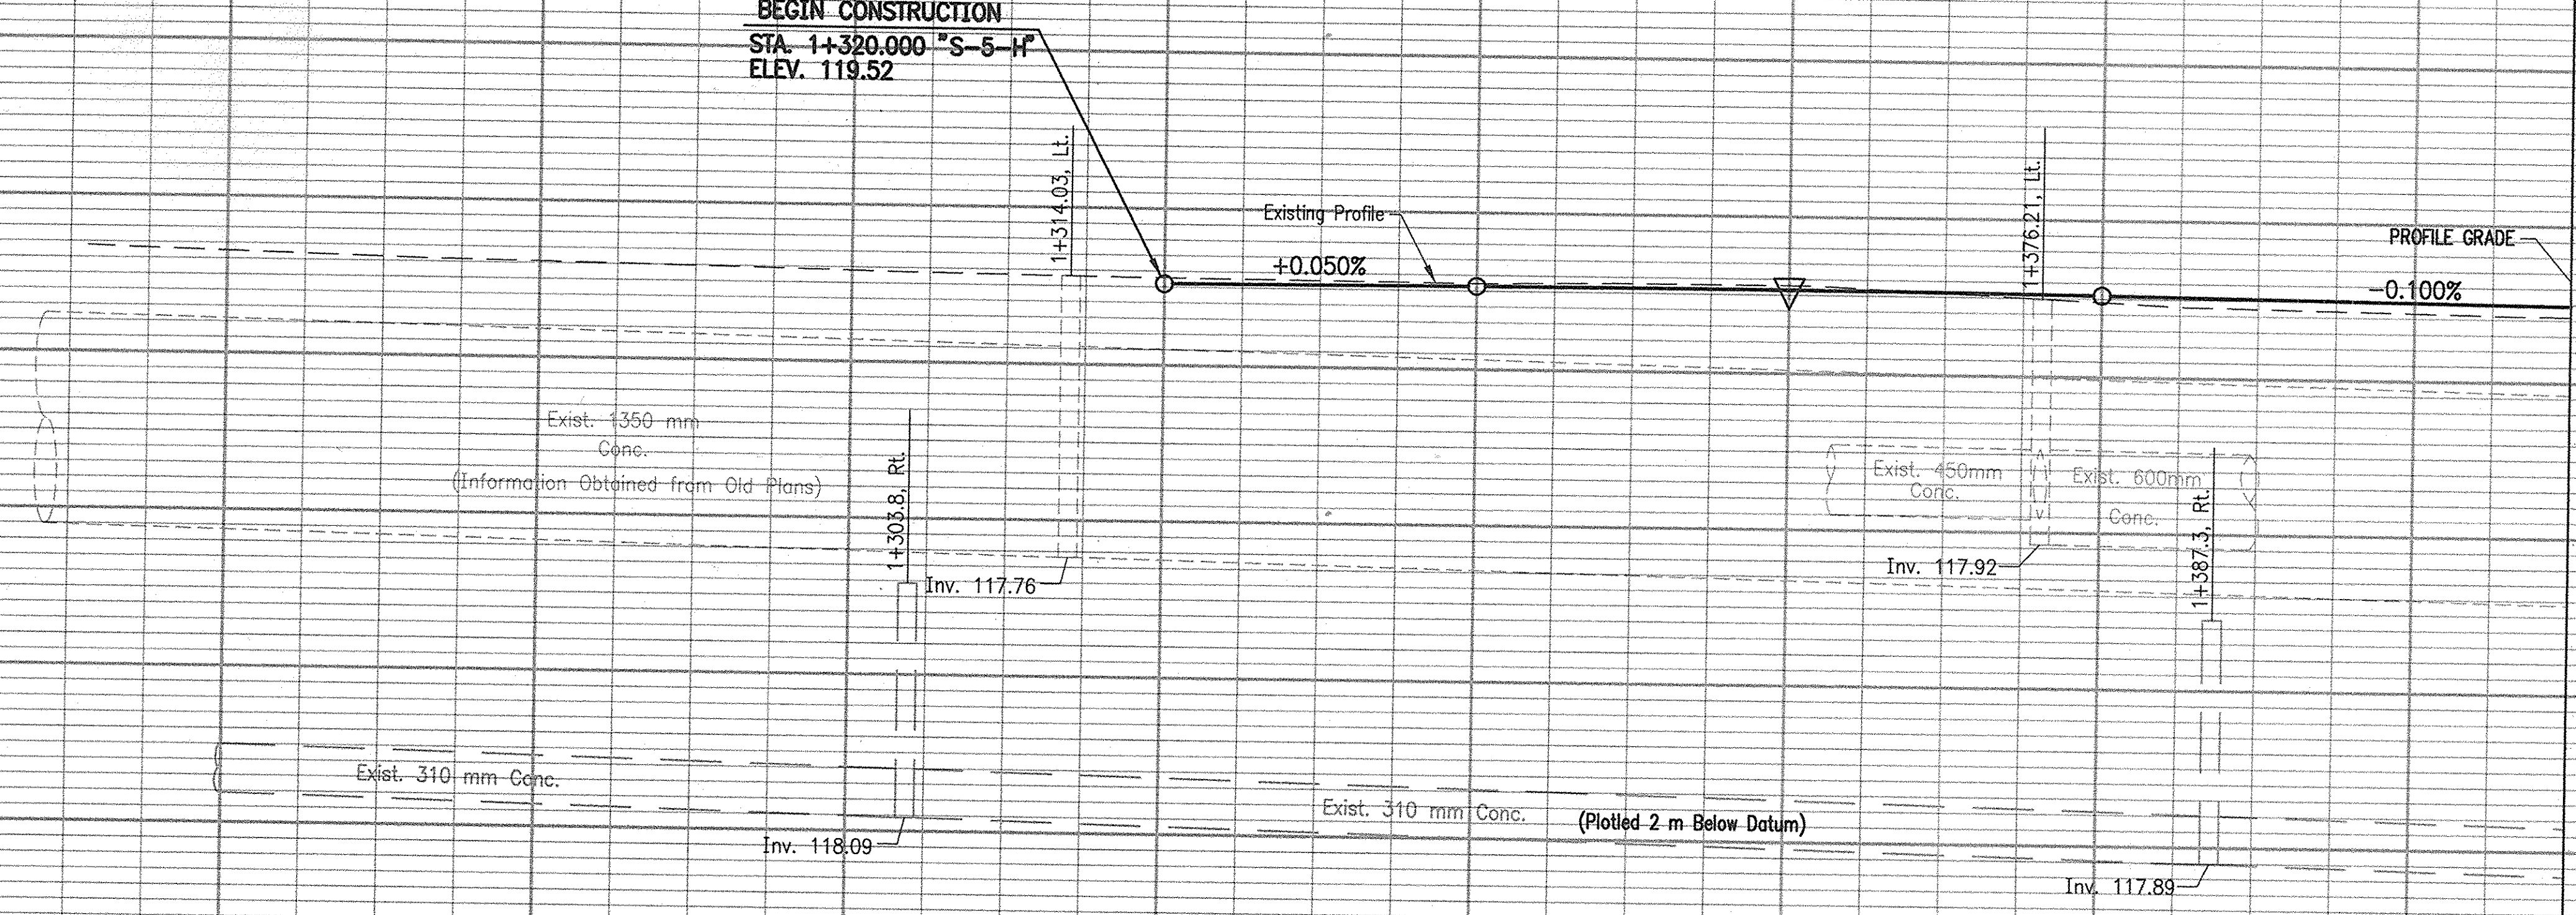 BEGIN CONSTRUCTION
STA. 1+320.000 "S-5-H"
ELEV. 119.52
1+314.03, Lt.
Existing Profile
+0.050%
1+376.21, Lt.
PROFILE GRADE
-0.100%
Exist. 1350 mm
Conc.
(Information Obtained from Old Plans)
1+303.8, Rt.
Inv. 117.76
Exist. 450mm
Conc.
Exist. 600mm
Conc.
Inv. 117.92
1+387.3, Rt.
Exist. 310 mm Conc.
Inv. 118.09
Exist. 310 mm Conc.
(Plotled 2 m Below Datum)
Inv. 117.89